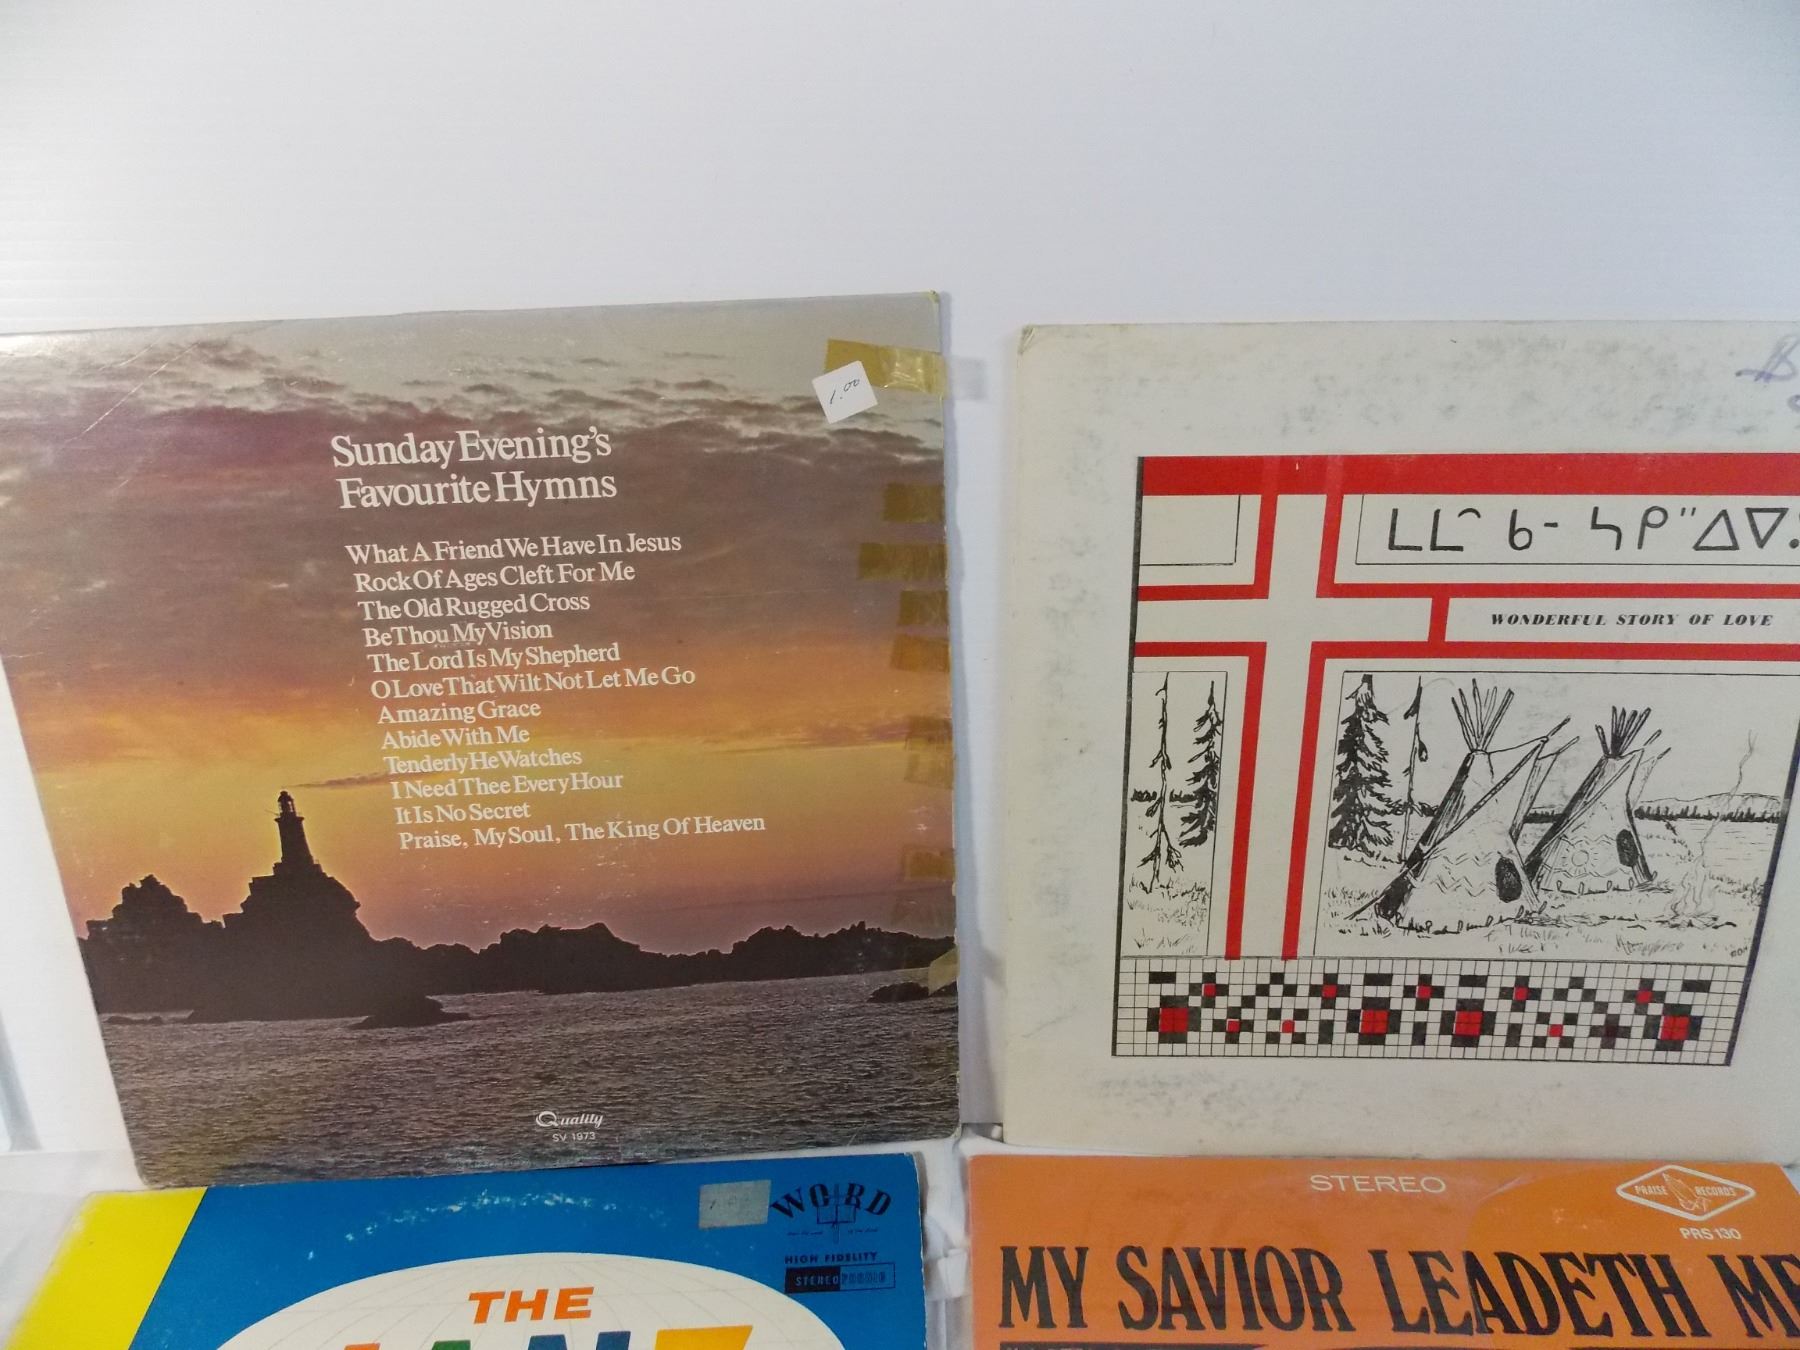 1.00
Sunday Evening's
Favourite Hymns
What A Friend We Have In Jesus
Rock Of Ages Cleft For Me
The Old Rugged Cross
Be Thou My Vision
The Lord Is My Shepherd
O Love That Wilt Not Let Me Go
Amazing Grace
Abide With Me
Tenderly He Watches
I Need Thee Every Hour
It Is No Secret
Praise, My Soul, The King Of Heaven
Quality
SV 1973
ᒪᒪᐢ ᑲ- ᓴᑭᐦᐃᐁ
WONDERFUL STORY OF LOVE
WORD
HIGH FIDELITY
STEREOPHONIC
THE
STEREO
PRAISE RECORDS
PRS 130
MY SAVIOR LEADETH ME